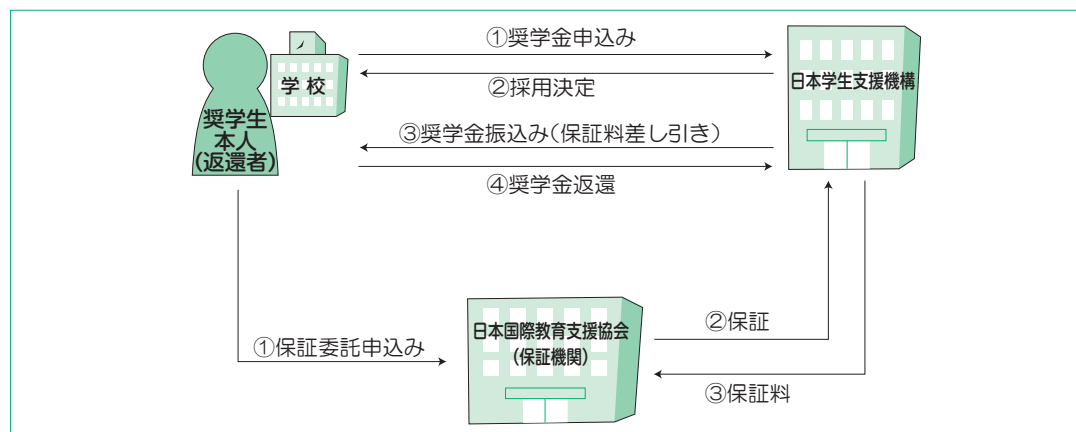 ①奨学金申込み
学校
②採用決定
日本学生支援機構
奨学生
本人
(返還者)
③奨学金振込み(保証料差し引き)
④奨学金返還
日本国際教育支援協会
(保証機関)
①保証委託申込み
②保証
③保証料